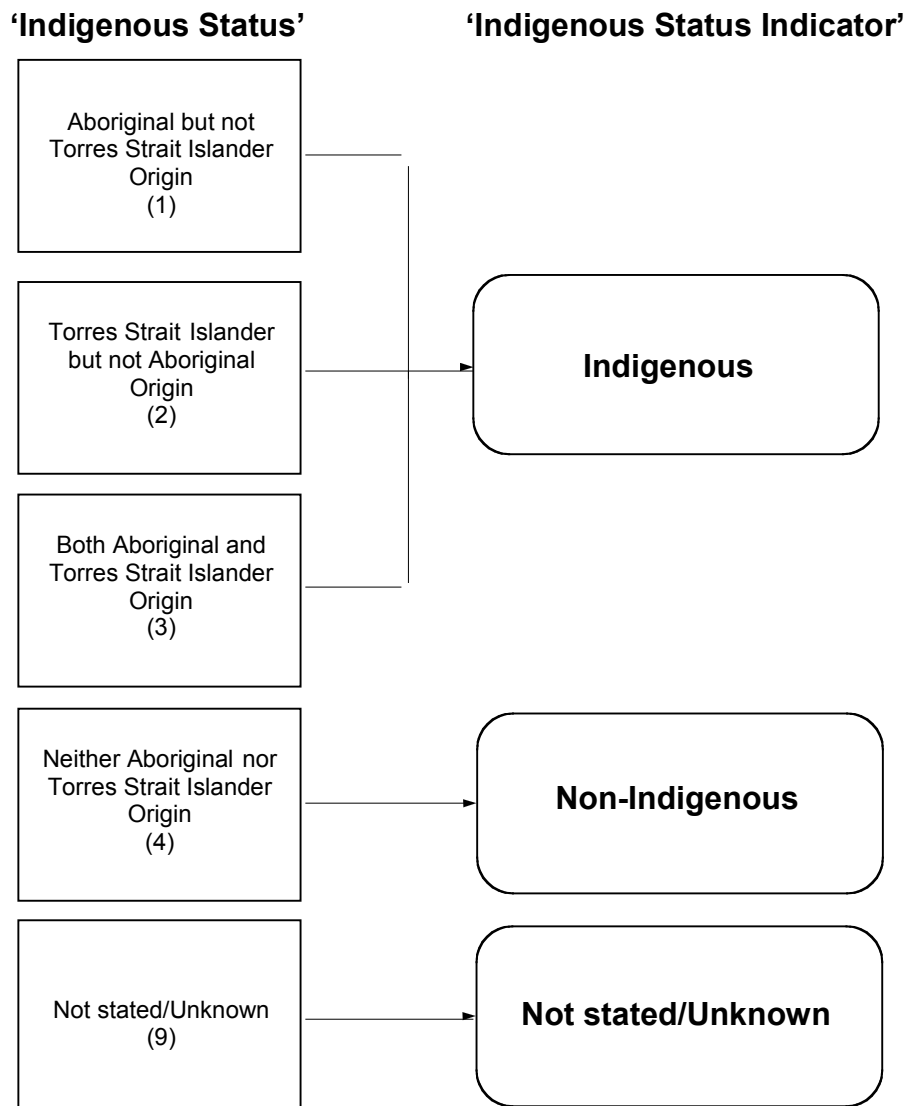 ‘Indigenous Status’
‘Indigenous Status Indicator’
Aboriginal but not
Torres Strait Islander
Origin
(1)
Torres Strait Islander
but not Aboriginal
Origin
(2)
Indigenous
Both Aboriginal and
Torres Strait Islander
Origin
(3)
Neither Aboriginal nor
Torres Strait Islander
Origin
(4)
Non-Indigenous
Not stated/Unknown
(9)
Not stated/Unknown